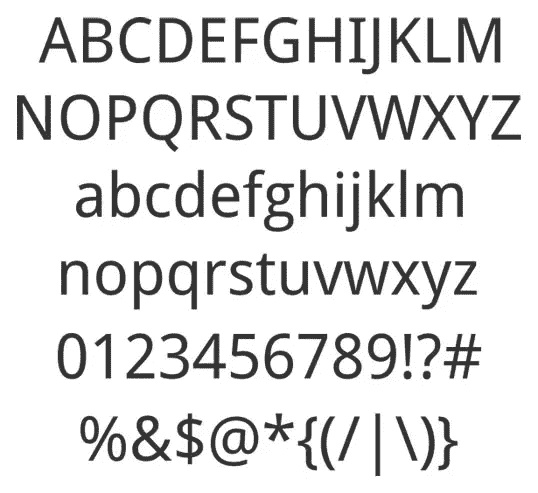 ABCDEFGHIJKLM
NOPQRSTUVWXYZ
abcdefghijklm
nopqrstuvwxyz
0123456789!?#
%&$@*{(/|\)}